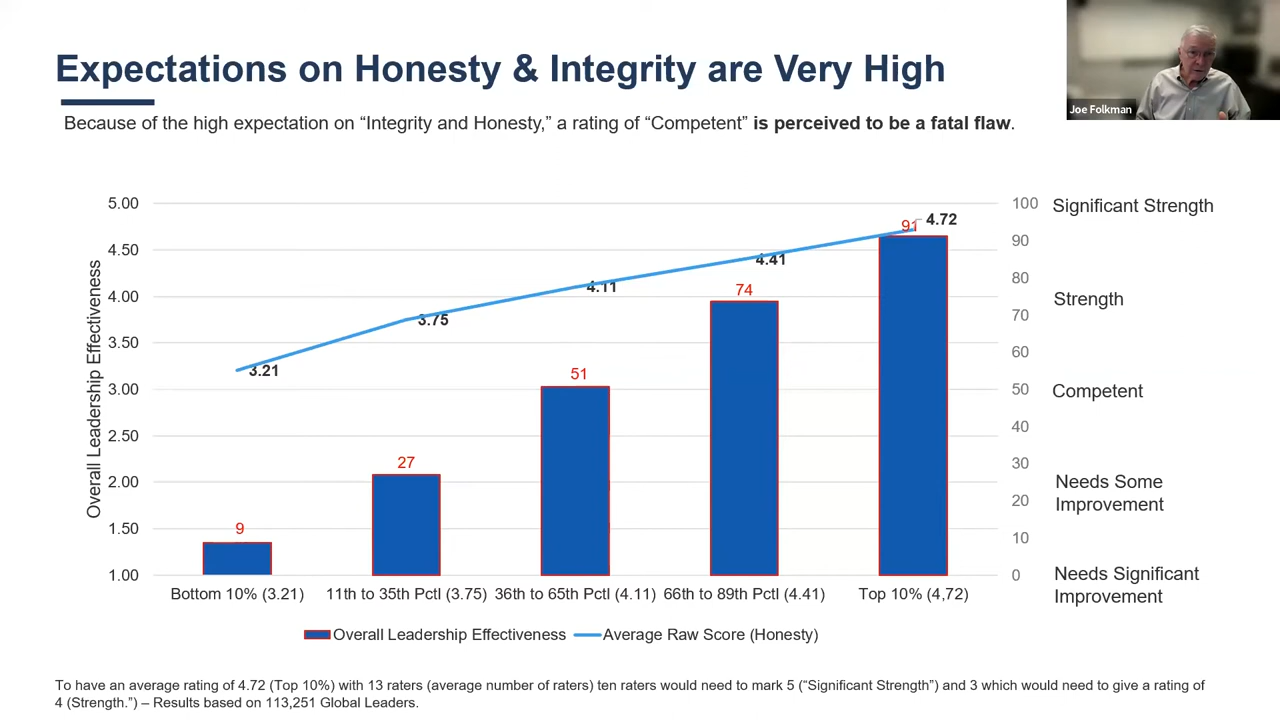 Expectations on Honesty & Integrity are Very High
Joe Folkman
Because of the high expectation on “Integrity and Honesty,” a rating of “Competent” is perceived to be a fatal flaw.
Overall Leadership Effectiveness
5.00
4.50
4.00
3.50
3.00
2.50
2.00
1.50
1.00
9
27
51
74
91
3.21
3.75
4.11
4.41
4.72
100
90
80
70
60
50
40
30
20
10
0
Significant Strength
Strength
Competent
Needs Some
Improvement
Needs Significant
Improvement
Bottom 10% (3.21)
11th to 35th Pctl (3.75)
36th to 65th Pctl (4.11)
66th to 89th Pctl (4.41)
Top 10% (4,72)
Overall Leadership Effectiveness
Average Raw Score (Honesty)
To have an average rating of 4.72 (Top 10%) with 13 raters (average number of raters) ten raters would need to mark 5 (“Significant Strength”) and 3 which would need to give a rating of
4 (Strength.”) – Results based on 113,251 Global Leaders.